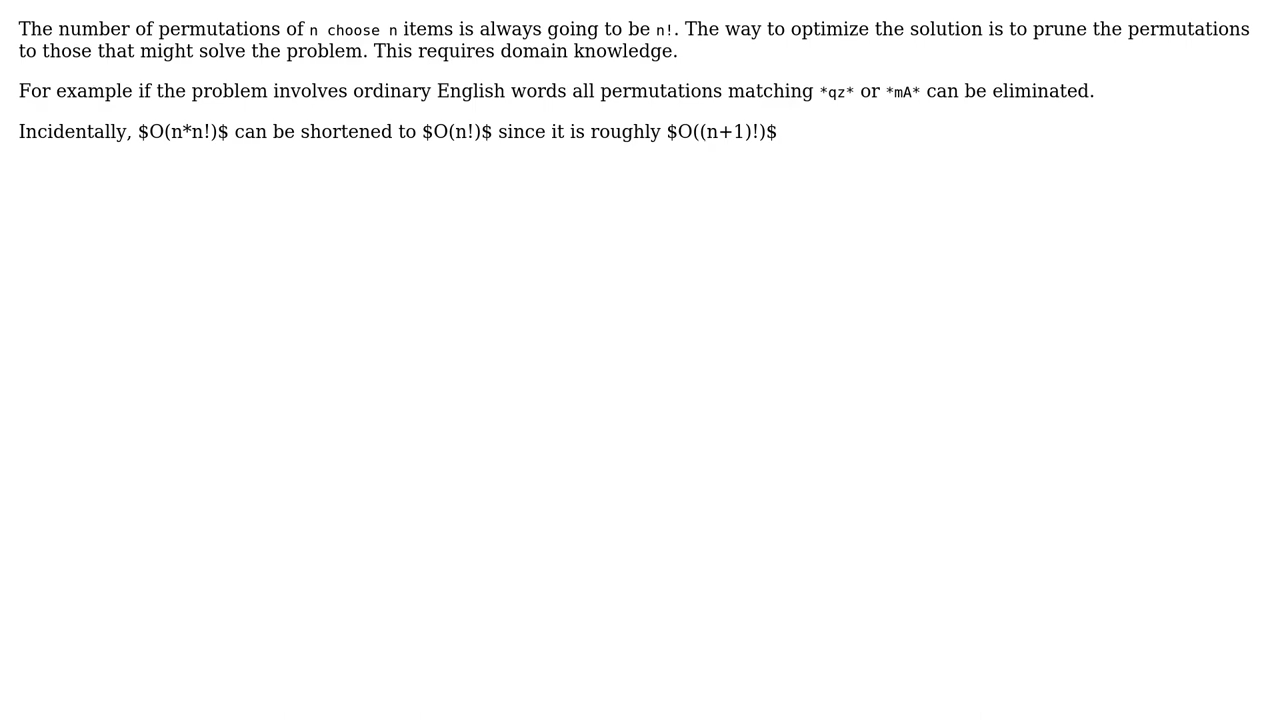 The number of permutations of n choose n items is always going to be n!. The way to optimize the solution is to prune the permutations
to those that might solve the problem. This requires domain knowledge.
For example if the problem involves ordinary English words all permutations matching *qz* or *mA* can be eliminated.
Incidentally, $O(n*n!)$ can be shortened to $O(n!)$ since it is roughly $O((n+1)!)$